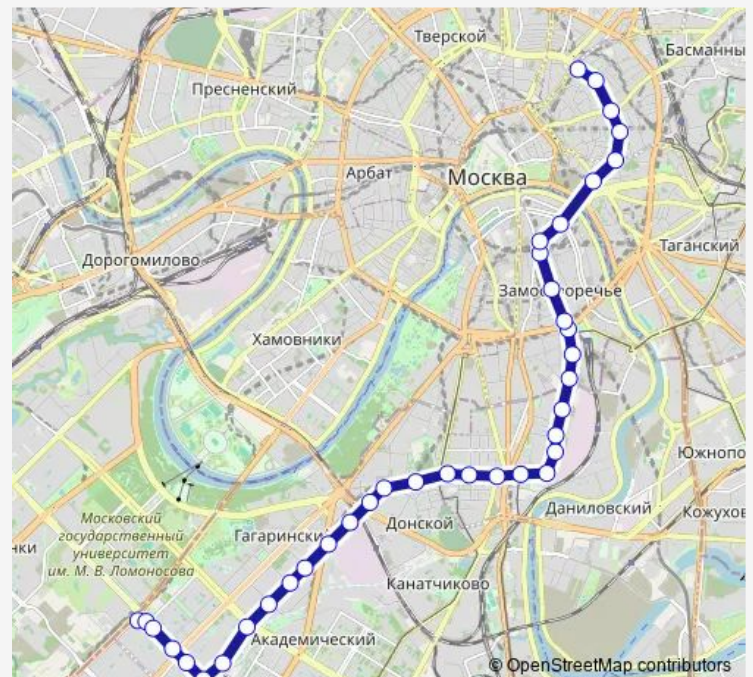 Тверской
Басманны
Пресненский
Арбат
Москва
Таганский
Дорогомилово
Замоскворечье
Хамовники
Южнопо
Московский
государственный
университет
им. М. В. Ломоносова
нки
Гагарински
Донской
Даниловский
Кожухов
Канатчиково
Академический
© OpenStreetMap contributors